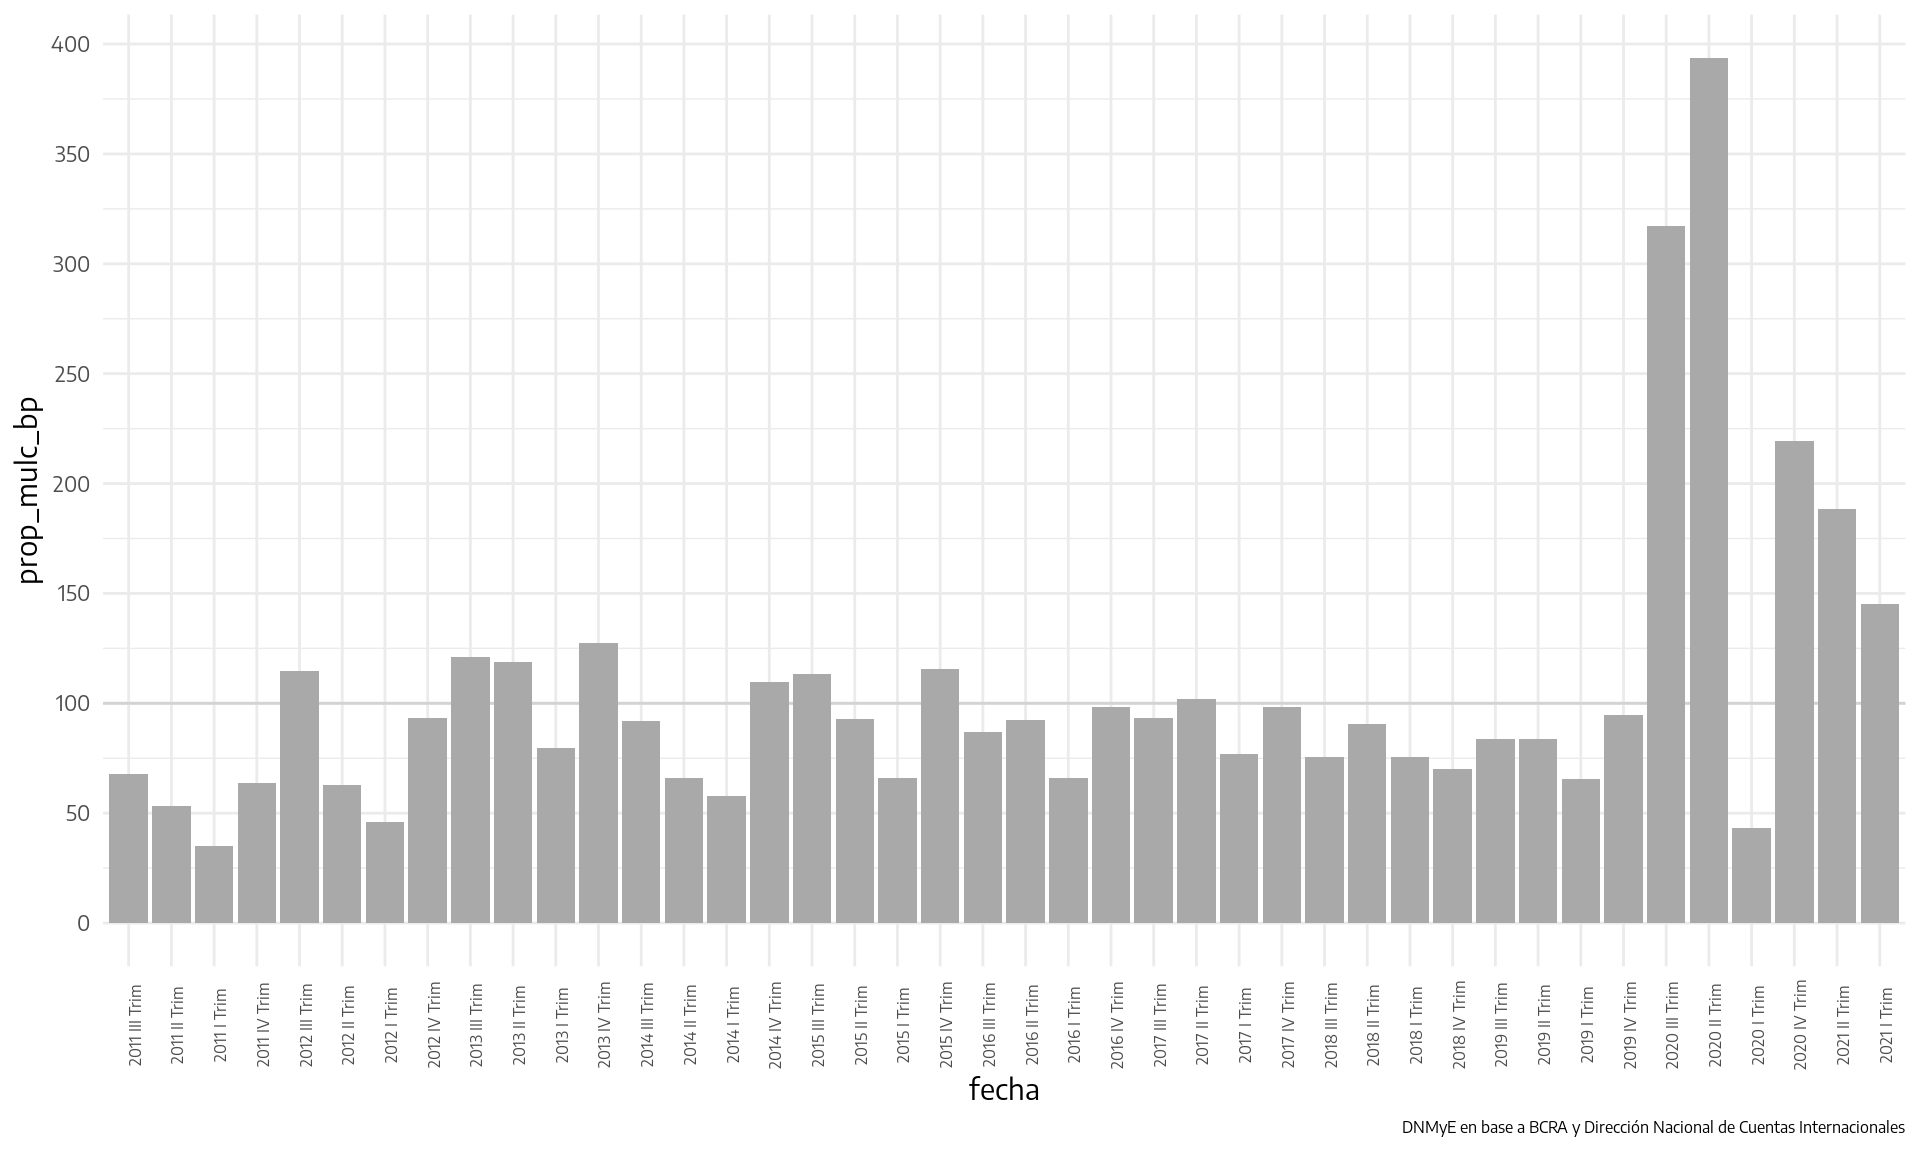 400
350
300
250
200
150
100
50
0
prop_mulc_bp
2011 III Trim
2011 II Trim
2011 I Trim
2011 IV Trim
2012 III Trim
2012 II Trim
2012 I Trim
2012 IV Trim
2013 III Trim
2013 II Trim
2013 I Trim
2013 IV Trim
2014 III Trim
2014 II Trim
2014 I Trim
2014 IV Trim
2015 III Trim
2015 II Trim
2015 I Trim
2015 IV Trim
2016 III Trim
2016 II Trim
2016 I Trim
2016 IV Trim
2017 III Trim
2017 II Trim
2017 I Trim
2017 IV Trim
2018 III Trim
2018 II Trim
2018 I Trim
2018 IV Trim
2019 III Trim
2019 II Trim
2019 I Trim
2019 IV Trim
2020 III Trim
2020 II Trim
2020 I Trim
2020 IV Trim
2021 II Trim
2021 I Trim
fecha
DNMyE en base a BCRA y Dirección Nacional de Cuentas Internacionales